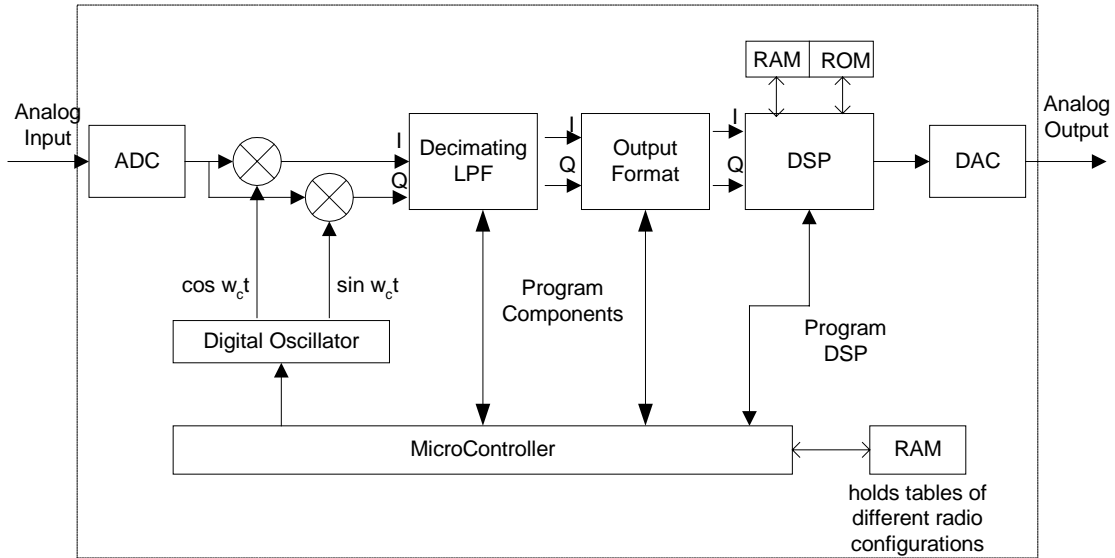 RAM
ROM
Analog
Input
ADC
I
Q
Decimating
LPF
I
Q
Output
Format
I
Q
DSP
DAC
Analog
Output
cos w_ct
sin w_ct
Program
Components
Program
DSP
Digital Oscillator
MicroController
RAM
holds tables of
different radio
configurations